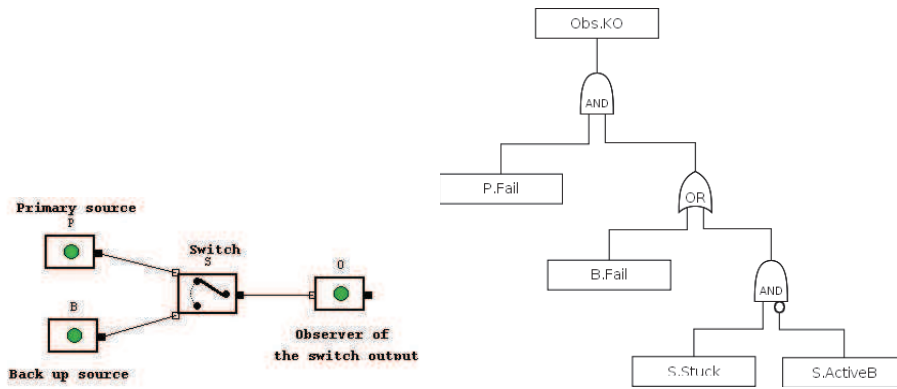 Primary source
P
Switch
S
O
B
Observer of
the switch output
Back up source
Obs.KO
AND
P.Fail
OR
B.Fail
AND
S.Stuck
S.ActiveB